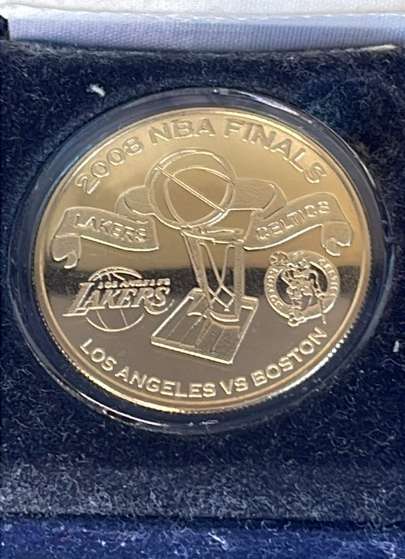 2008 NBA FINALS
LAKERS
CELTICS
LOS ANGELES
LAKERS
LOS ANGELES VS BOSTON